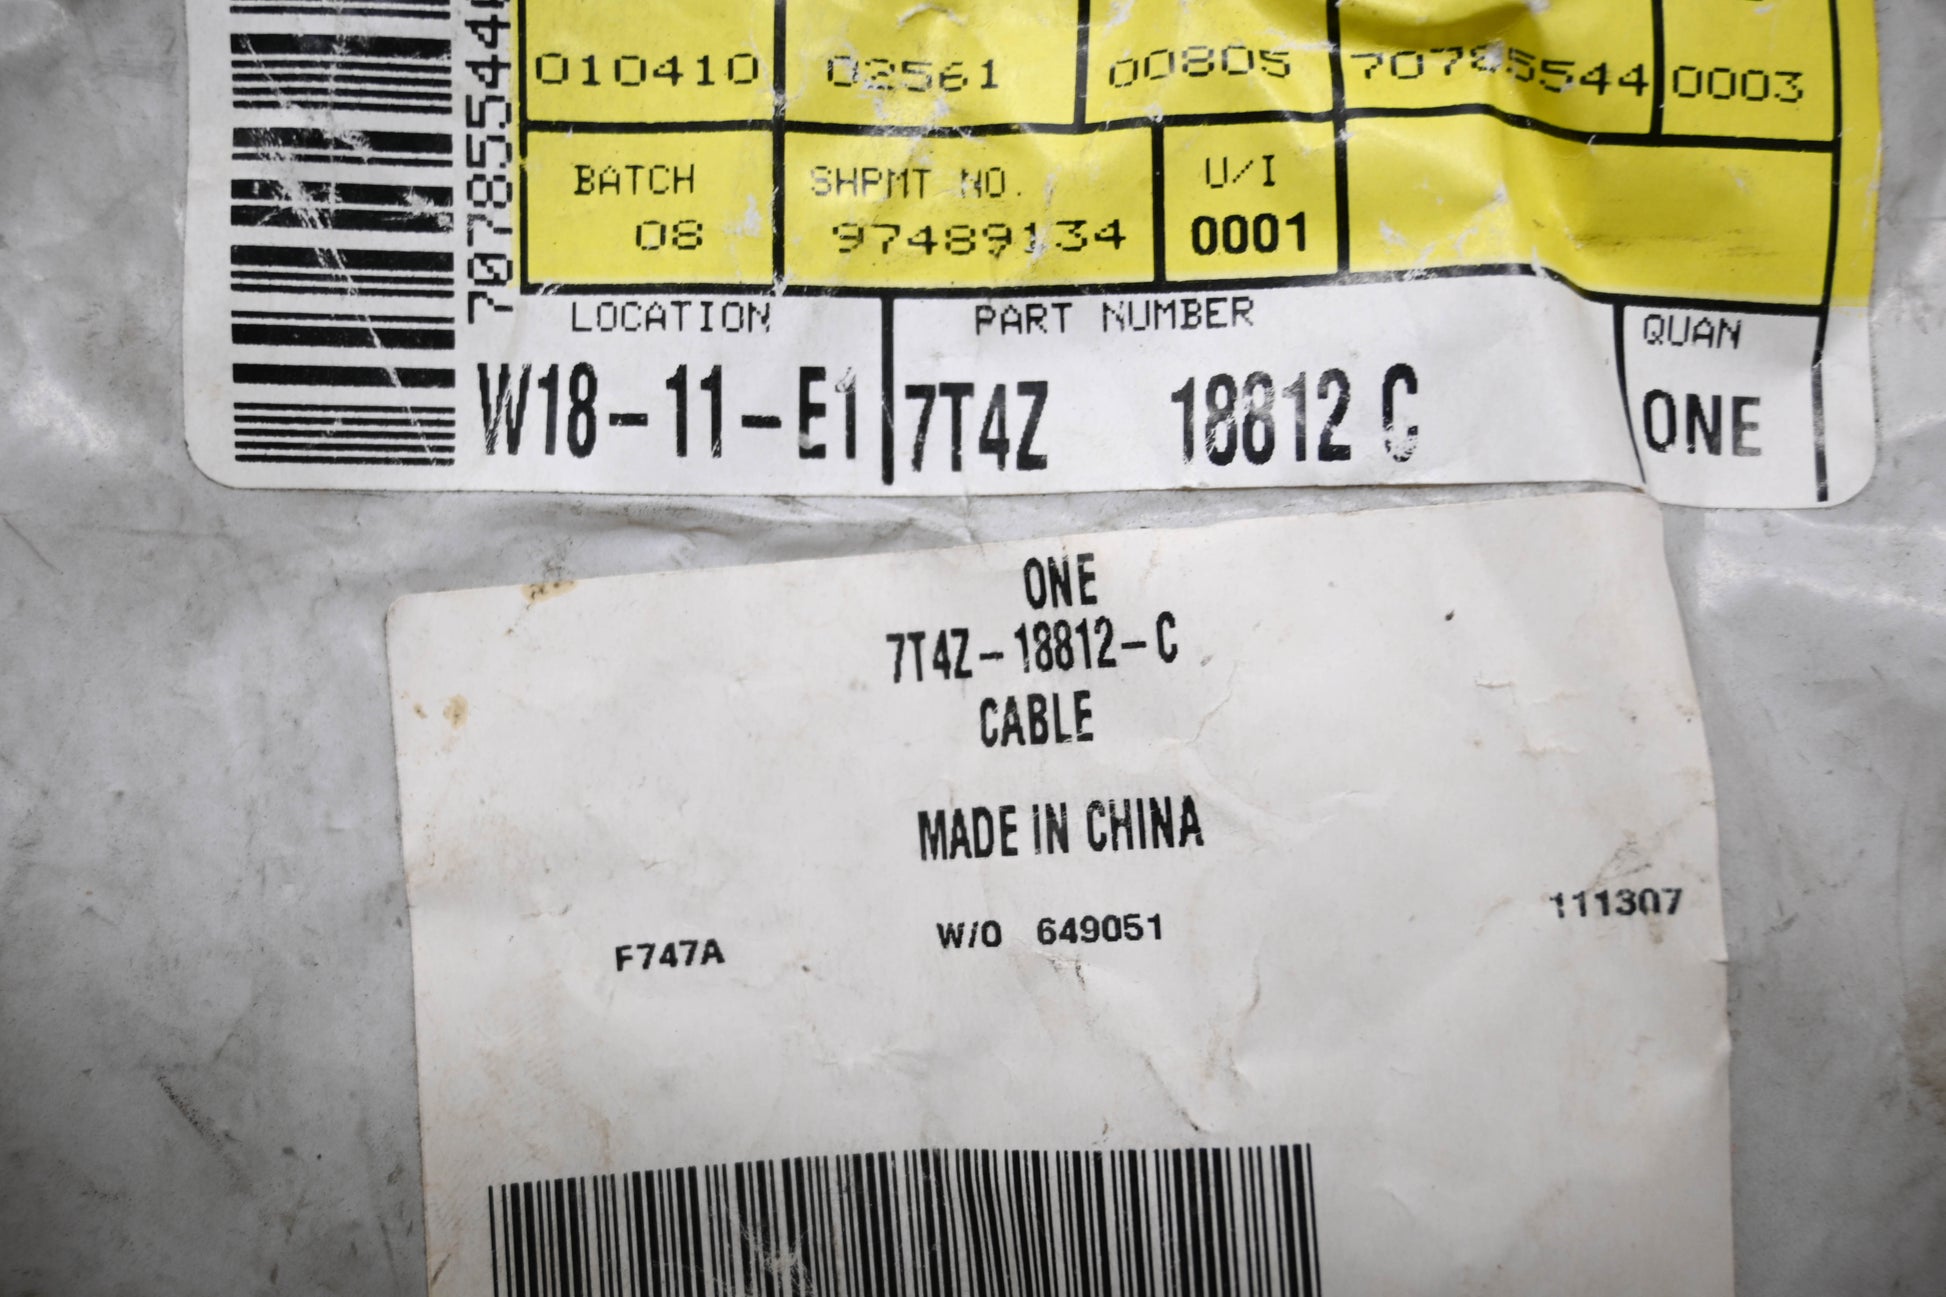 010410 02561 00805 707855544 0003
BATCH SHPMT NO. U/I
08 97489134 0001
LOCATION PART NUMBER QUAN
W18-11-E1 7T4Z 18812 C ONE
ONE
7T4Z-18812-C
CABLE
MADE IN CHINA
F747A W/O 649051 111307